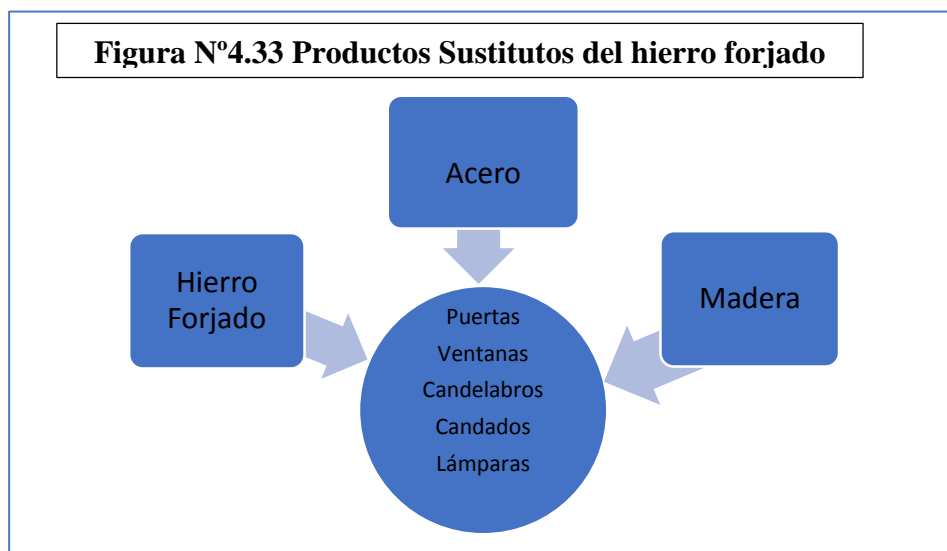 Figura Nº4.33 Productos Sustitutos del hierro forjado
Acero
Hierro
Forjado
Madera
Puertas
Ventanas
Candelabros
Candados
Lámparas